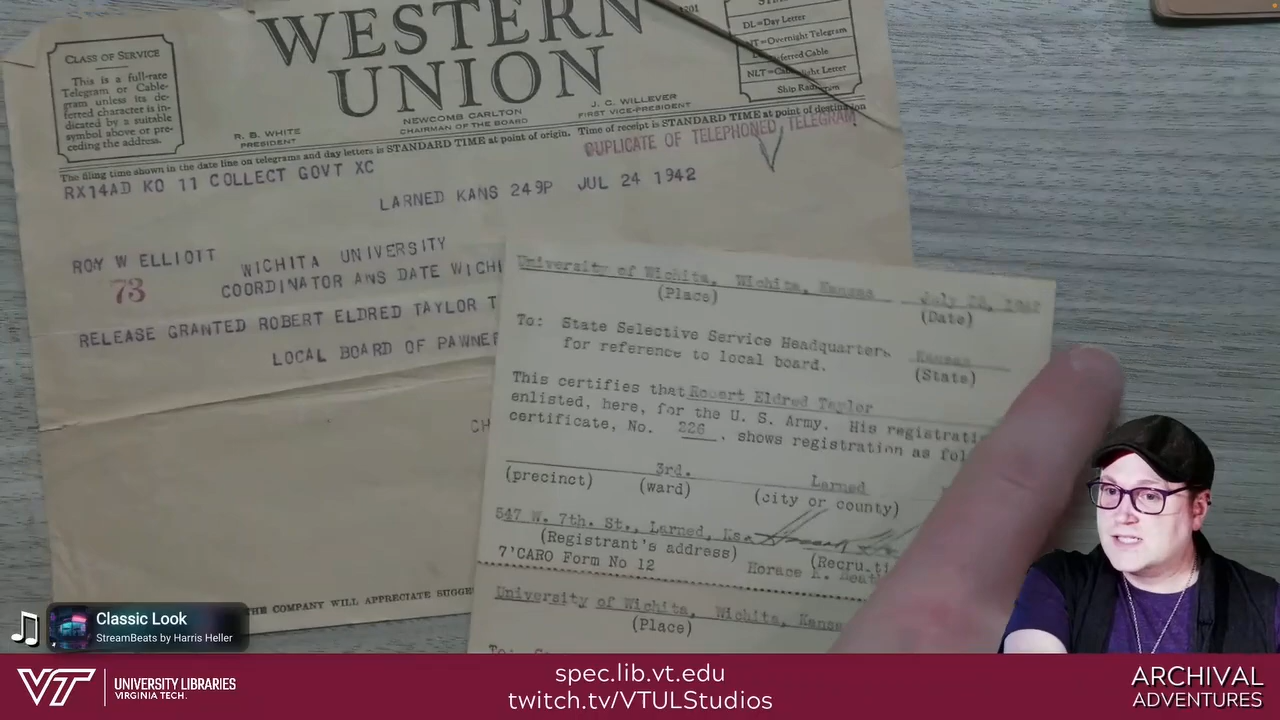 WESTERN
UNION
1201
CLASS OF SERVICE
This is a full-rate
Telegram or Cable-
gram unless its de-
ferred character is in-
dicated by a suitable
symbol above or pre-
ceding the address.
DL=Day Letter
NT=Overnight Telegram
Deferred Cable
NLT=Cable Night Letter
Ship Radiogram
R. B. WHITE
PRESIDENT
NEWCOMB CARLTON
CHAIRMAN OF THE BOARD
J. C. WILLEVER
FIRST VICE-PRESIDENT
The filing time shown in the date line on telegrams and day letters is STANDARD TIME at point of origin. Time of receipt is STANDARD TIME at point of destination
DUPLICATE OF TELEPHONED TELEGRAM
RX14AD KO 11 COLLECT GOVT XC
LARNED KANS 249P JUL 24 1942
ROY W ELLIOTT
73
WICHITA UNIVERSITY
COORDINATOR ANS DATE WICHI
RELEASE GRANTED ROBERT ELDRED TAYLOR T
LOCAL BOARD OF PAWNE
CH
THE COMPANY WILL APPRECIATE SUGGE
University of Wichita, Wichita, Kansas
(Place)
(Date)
To: State Selective Service Headquarters
for reference to local board.
Kansas
(State)
This certifies that Robert Eldred Taylor
enlisted, here, for the U. S. Army. His registrati
certificate, No. 226, shows registration as fol
3rd.
Larned
(precinct) (ward) (city or county)
547 W. 7th. St., Larned, Ks.
(Registrant's address) (Recruiti
7'CARO Form No 12
Horace
University of Wichita, Wichita, Kansa
(Place)
To:
Classic Look
StreamBeats by Harris Heller
VT
UNIVERSITY LIBRARIES
VIRGINIA TECH.
spec.lib.vt.edu
twitch.tv/VTULStudios
ARCHIVAL
ADVENTURES